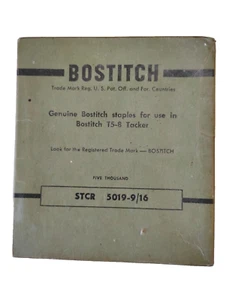 BOSTITCH
Trade Mark Reg. U. S. Pat. Off. and For. Countries
Genuine Bostitch staples for use in
Bostitch T5-8 Tacker
Look for the Registered Trade Mark — BOSTITCH
FIVE THOUSAND
STCR 5019-9/16